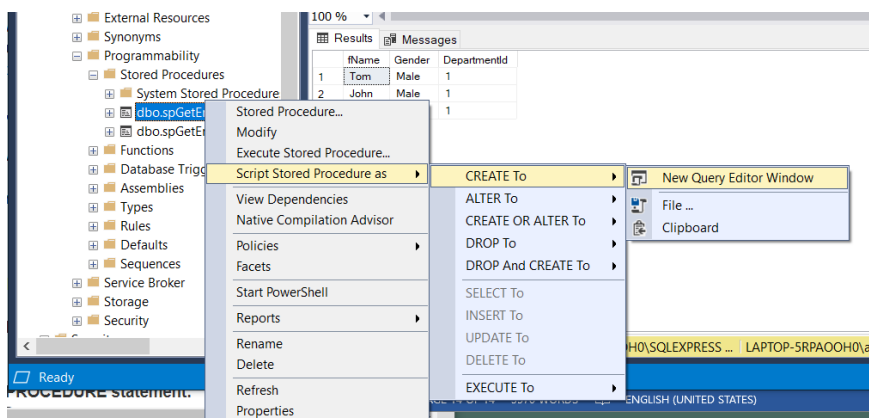 External Resources
Synonyms
Programmability
Stored Procedures
System Stored Procedure
dbo.spGetEr
dbo.spGetEr
Functions
Database Trigg
Assemblies
Types
Rules
Defaults
Sequences
Service Broker
Storage
Security
Ready
100 %
Results Messages
fName Gender DepartmentId
1 Tom Male 1
2 John Male 1
1
Stored Procedure...
Modify
Execute Stored Procedure...
Script Stored Procedure as
View Dependencies
Native Compilation Advisor
Policies
Facets
Start PowerShell
Reports
Rename
Delete
Refresh
Properties
CREATE To
ALTER To
CREATE OR ALTER To
DROP To
DROP And CREATE To
SELECT To
INSERT To
UPDATE To
DELETE To
EXECUTE To
New Query Editor Window
File ...
Clipboard
OH0\SQLEXPRESS ... LAPTOP-5RPAOOH0\a
PROCEDURE statement.
ENGLISH (UNITED STATES)